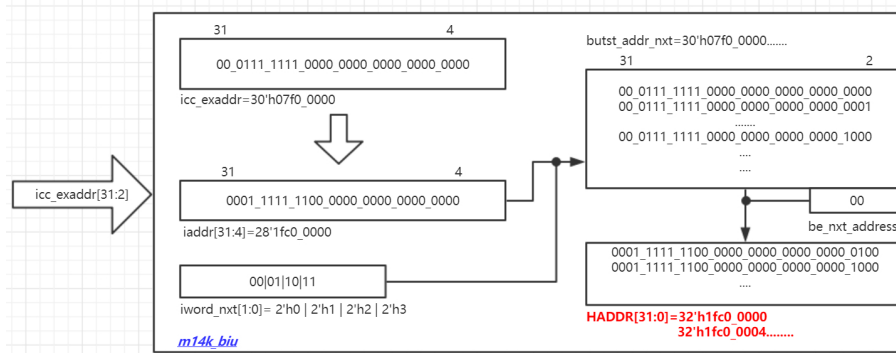 31 4
00_0111_1111_0000_0000_0000_0000_0000
icc_exaddr=30'h07f0_0000
icc_exaddr[31:2]
31 4
0001_1111_1100_0000_0000_0000_0000
iaddr[31:4]=28'1fc0_0000
00|01|10|11
iword_nxt[1:0]= 2'h0 | 2'h1 | 2'h2 | 2'h3
m14k_biu
butst_addr_nxt=30'h07f0_0000.......
31 2
00_0111_1111_0000_0000_0000_0000_0000
00_0111_1111_0000_0000_0000_0000_0001
.......
00_0111_1111_0000_0000_0000_0000_1000
....
....
00
be_nxt_address
0001_1111_1100_0000_0000_0000_0000_0100
0001_1111_1100_0000_0000_0000_0000_1000
....
HADDR[31:0]=32'h1fc0_0000
32'h1fc0_0004........